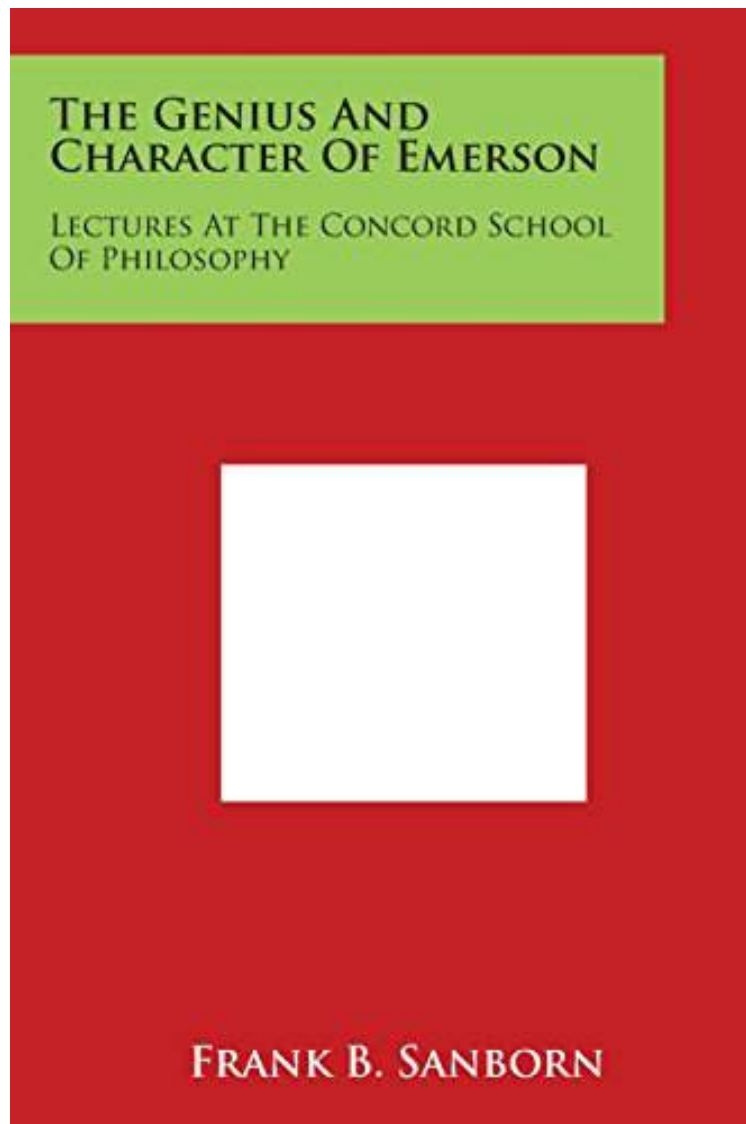 The Genius And
Character Of Emerson
Lectures At The Concord School
Of Philosophy
Frank B. Sanborn